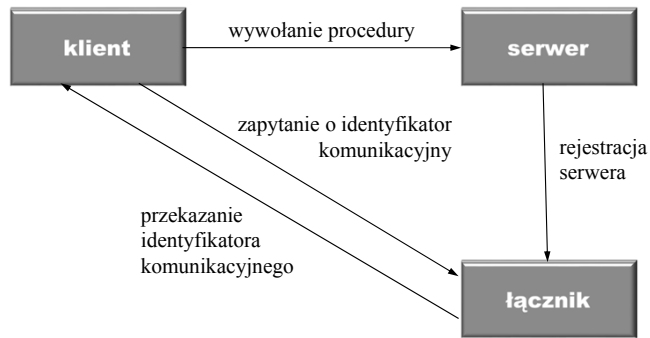 klient
wywołanie procedury
serwer
zapytanie o identyfikator
komunikacyjny
rejestracja
serwera
przekazanie
identyfikatora
komunikacyjnego
łącznik